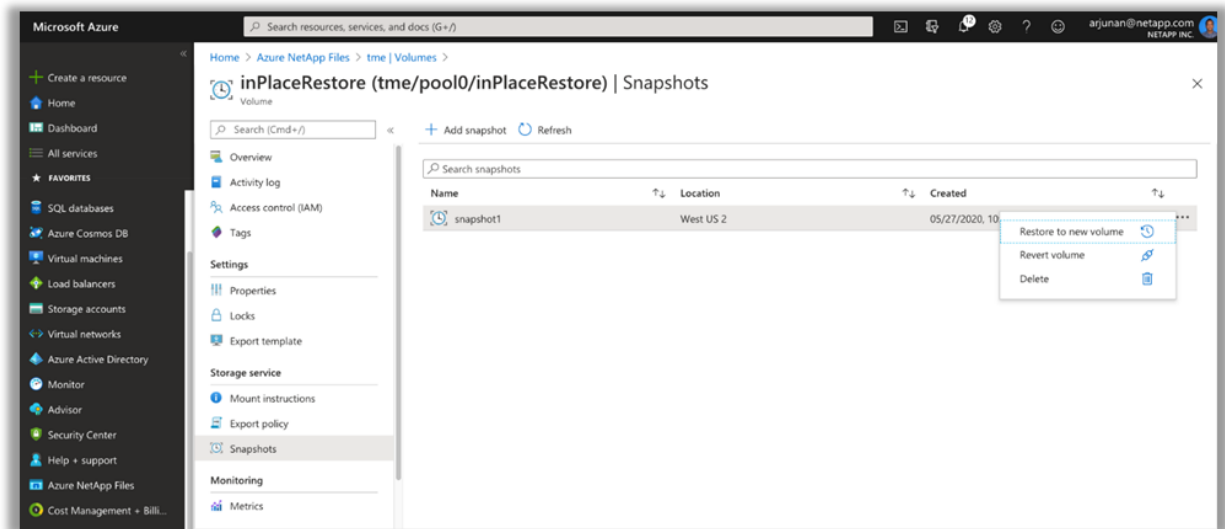 Microsoft Azure
Search resources, services, and docs (G+/)
12
arjunan@netapp.com
NETAPP INC.
«
Create a resource
Home
Dashboard
All services
FAVORITES
SQL databases
Azure Cosmos DB
Virtual machines
Load balancers
Storage accounts
Virtual networks
Azure Active Directory
Monitor
Advisor
Security Center
Help + support
Azure NetApp Files
Cost Management + Billi...
Home > Azure NetApp Files > tme | Volumes >
inPlaceRestore (tme/pool0/inPlaceRestore) | Snapshots
Volume
Search (Cmd+/)
«
Overview
Activity log
Access control (IAM)
Tags
Settings
Properties
Locks
Export template
Storage service
Mount instructions
Export policy
Snapshots
Monitoring
Metrics
Add snapshot Refresh
Search snapshots
Name Location Created
snapshot1 West US 2 05/27/2020, 10
Restore to new volume
Revert volume
Delete